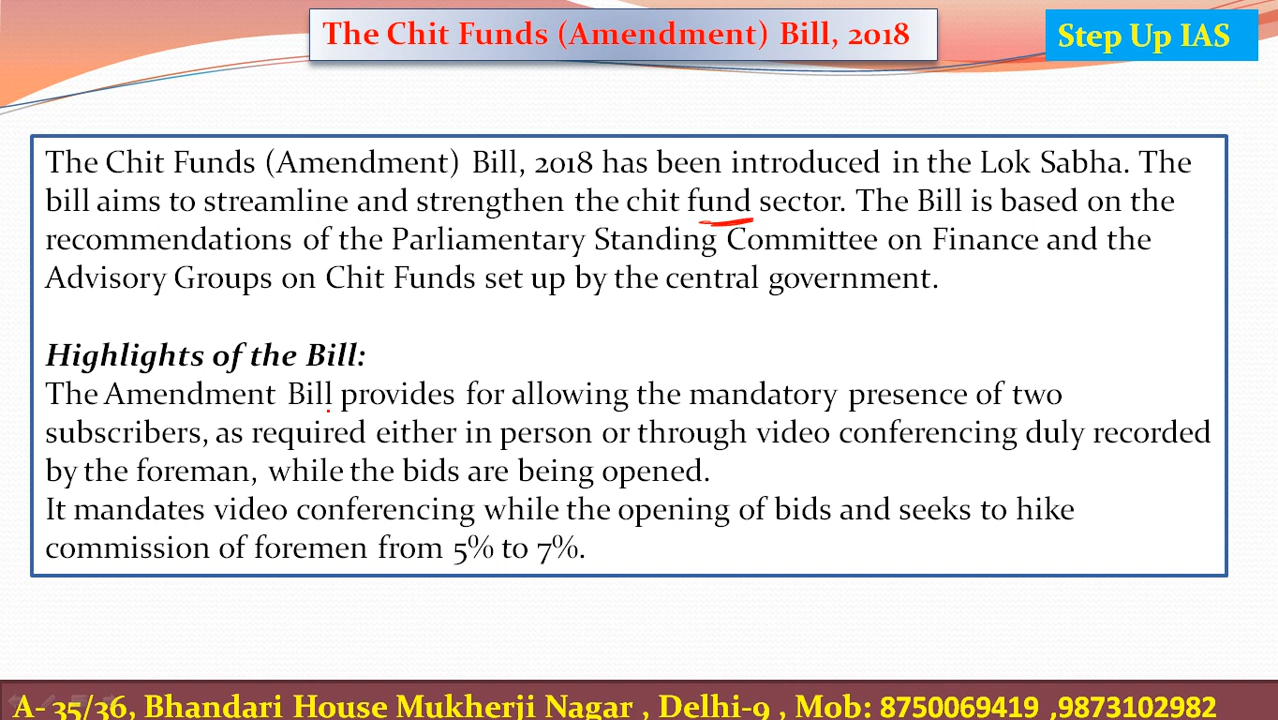 The Chit Funds (Amendment) Bill, 2018
Step Up IAS
The Chit Funds (Amendment) Bill, 2018 has been introduced in the Lok Sabha. The
bill aims to streamline and strengthen the chit fund sector. The Bill is based on the
recommendations of the Parliamentary Standing Committee on Finance and the
Advisory Groups on Chit Funds set up by the central government.
Highlights of the Bill:
The Amendment Bill provides for allowing the mandatory presence of two
subscribers, as required either in person or through video conferencing duly recorded
by the foreman, while the bids are being opened.
It mandates video conferencing while the opening of bids and seeks to hike
commission of foremen from 5% to 7%.
A- 35/36, Bhandari House Mukherji Nagar , Delhi-9 , Mob: 8750069419 ,9873102982